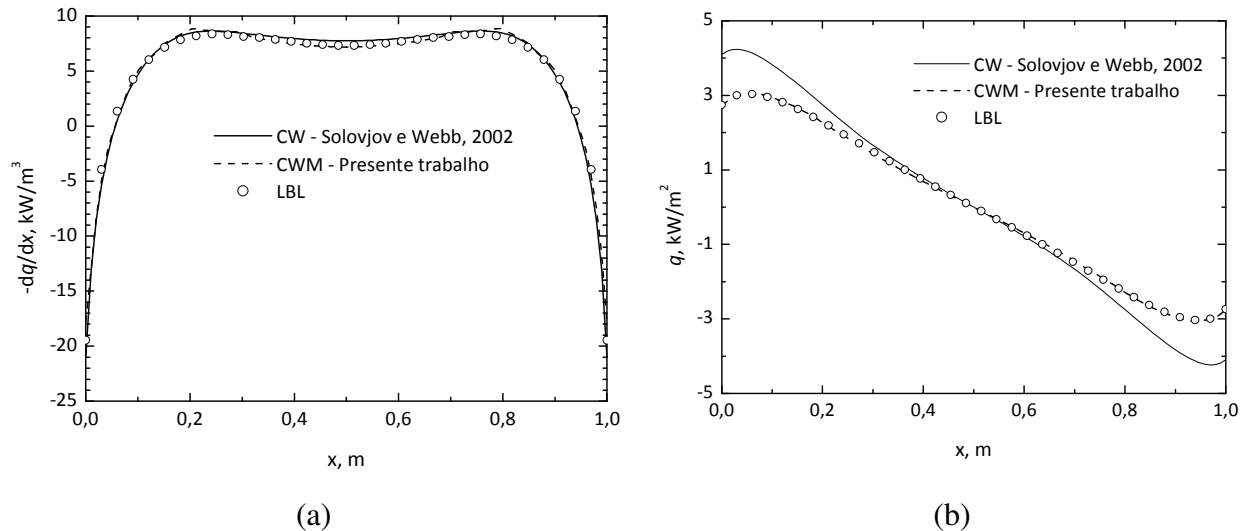 10
5
0
-5
-10
-15
-20
-25
-dq/dx, kW/m³
CW - Solovjov e Webb, 2002
CWM - Presente trabalho
LBL
0,0 0,2 0,4 0,6 0,8 1,0
x, m
(a)
5
3
1
-1
-3
-5
q, kW/m²
CW - Solovjov e Webb, 2002
CWM - Presente trabalho
LBL
0,0 0,2 0,4 0,6 0,8 1,0
x, m
(b)